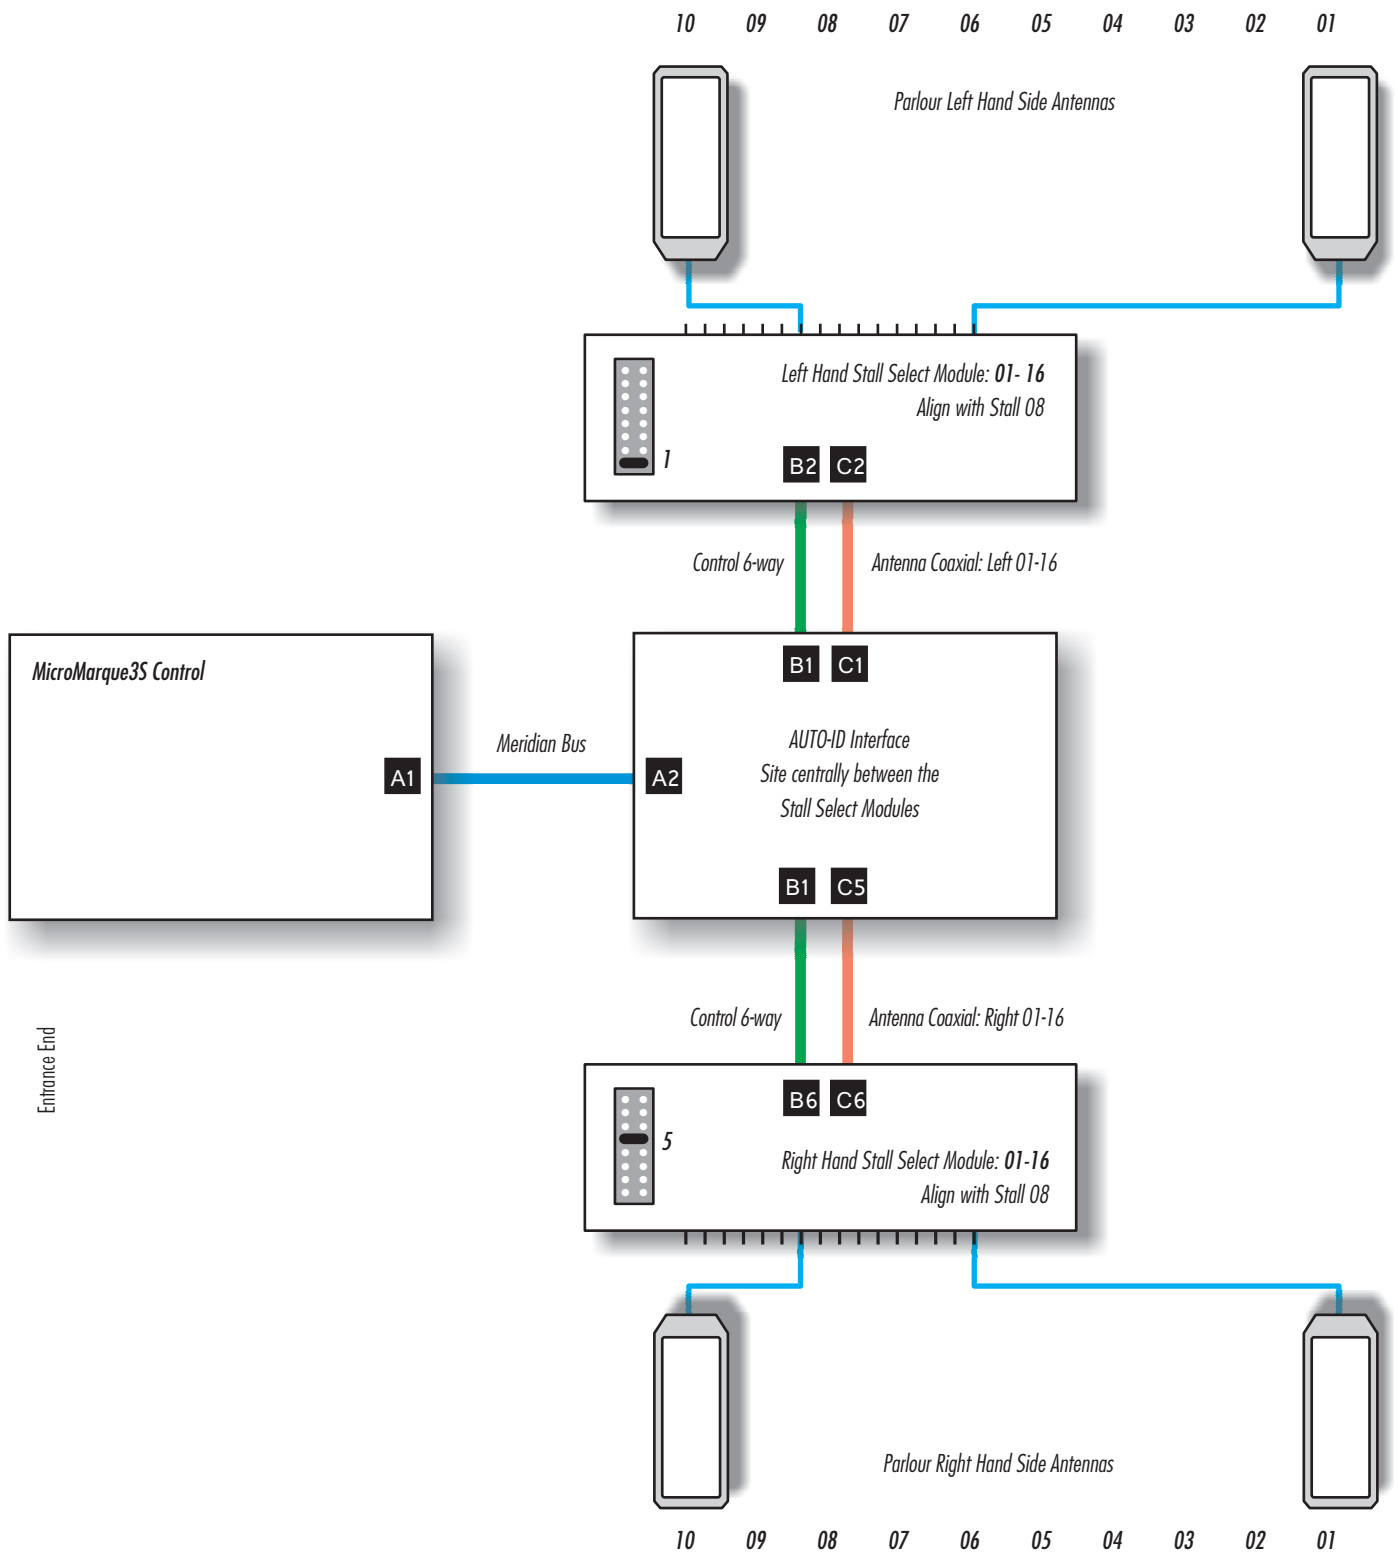 10 09 08 07 06 05 04 03 02 01
Parlour Left Hand Side Antennas
Left Hand Stall Select Module: 01- 16
Align with Stall 08
1
B2 C2
Control 6-way
Antenna Coaxial: Left 01-16
MicroMarque3S Control
B1 C1
Meridian Bus
A1
A2
AUTO-ID Interface
Site centrally between the
Stall Select Modules
B1 C5
Control 6-way
Antenna Coaxial: Right 01-16
Entrance End
B6 C6
5
Right Hand Stall Select Module: 01-16
Align with Stall 08
Parlour Right Hand Side Antennas
10 09 08 07 06 05 04 03 02 01